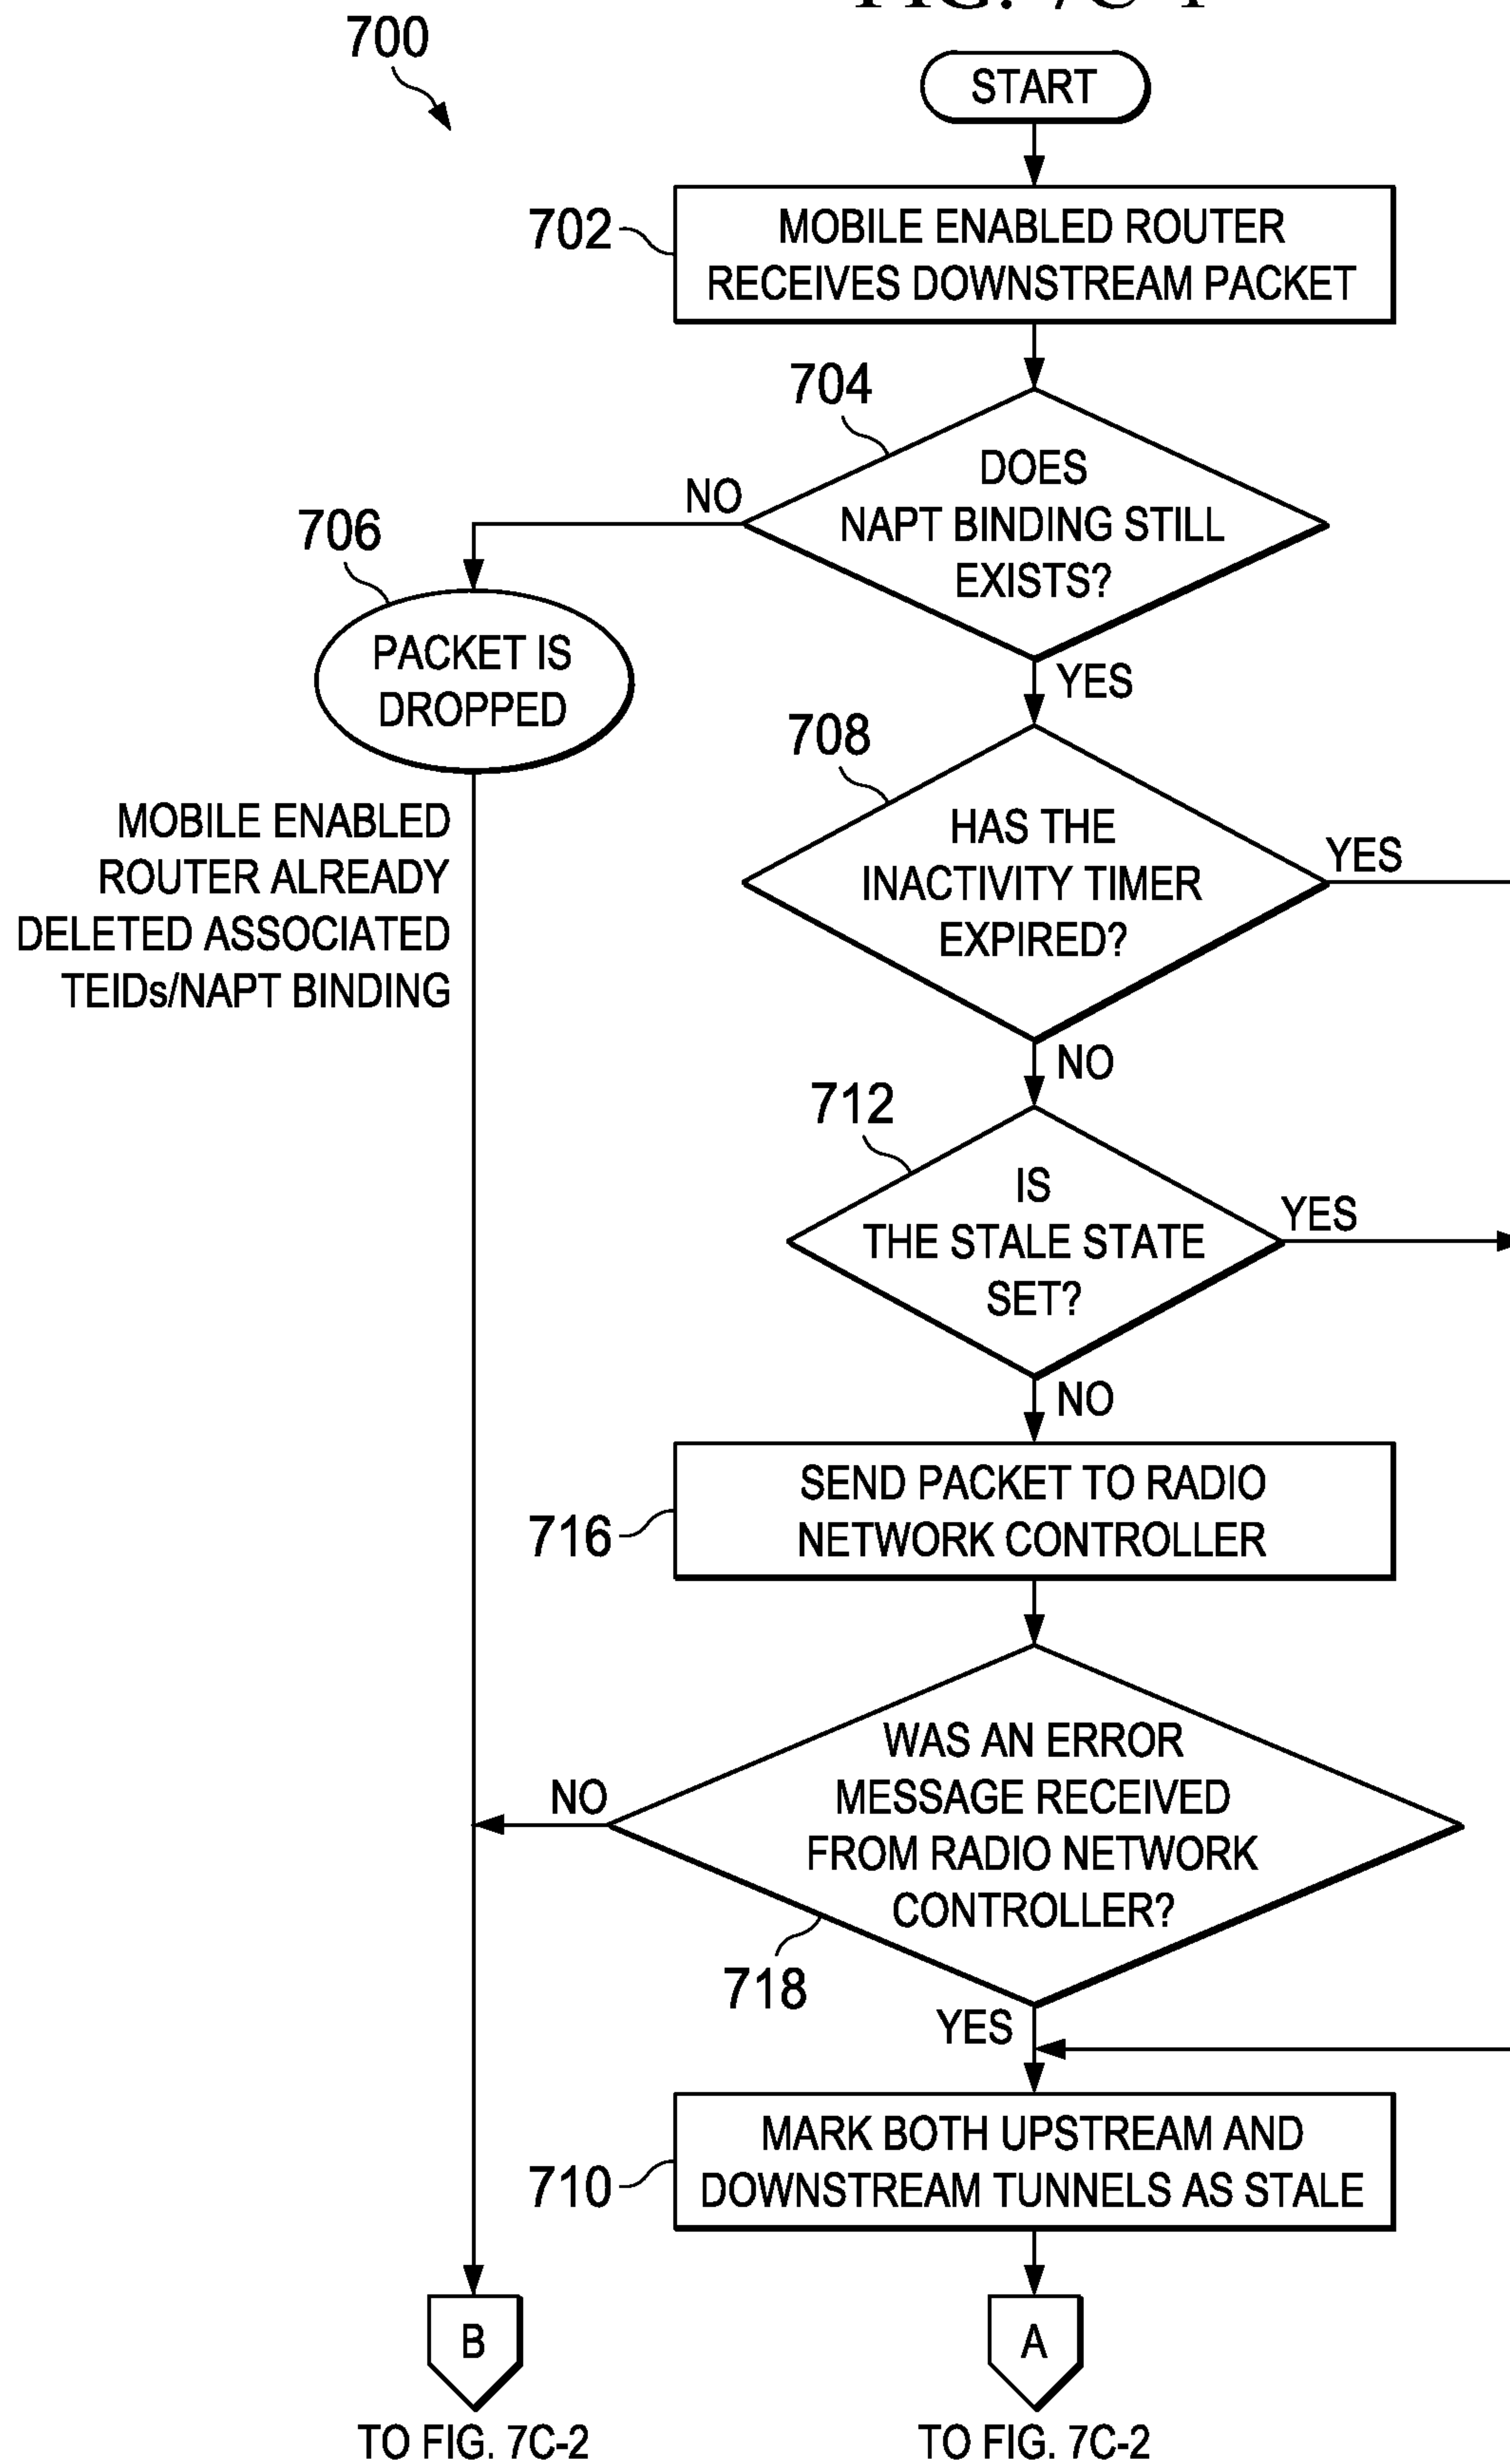 700
START
702
MOBILE ENABLED ROUTER
RECEIVES DOWNSTREAM PACKET
704
DOES
NAPT BINDING STILL
EXISTS?
NO
YES
706
PACKET IS
DROPPED
MOBILE ENABLED
ROUTER ALREADY
DELETED ASSOCIATED
TEIDs/NAPT BINDING
708
HAS THE
INACTIVITY TIMER
EXPIRED?
YES
NO
712
IS
THE STALE STATE
SET?
YES
NO
716
SEND PACKET TO RADIO
NETWORK CONTROLLER
WAS AN ERROR
MESSAGE RECEIVED
FROM RADIO NETWORK
CONTROLLER?
NO
718
YES
710
MARK BOTH UPSTREAM AND
DOWNSTREAM TUNNELS AS STALE
B
A
TO FIG. 7C-2
TO FIG. 7C-2